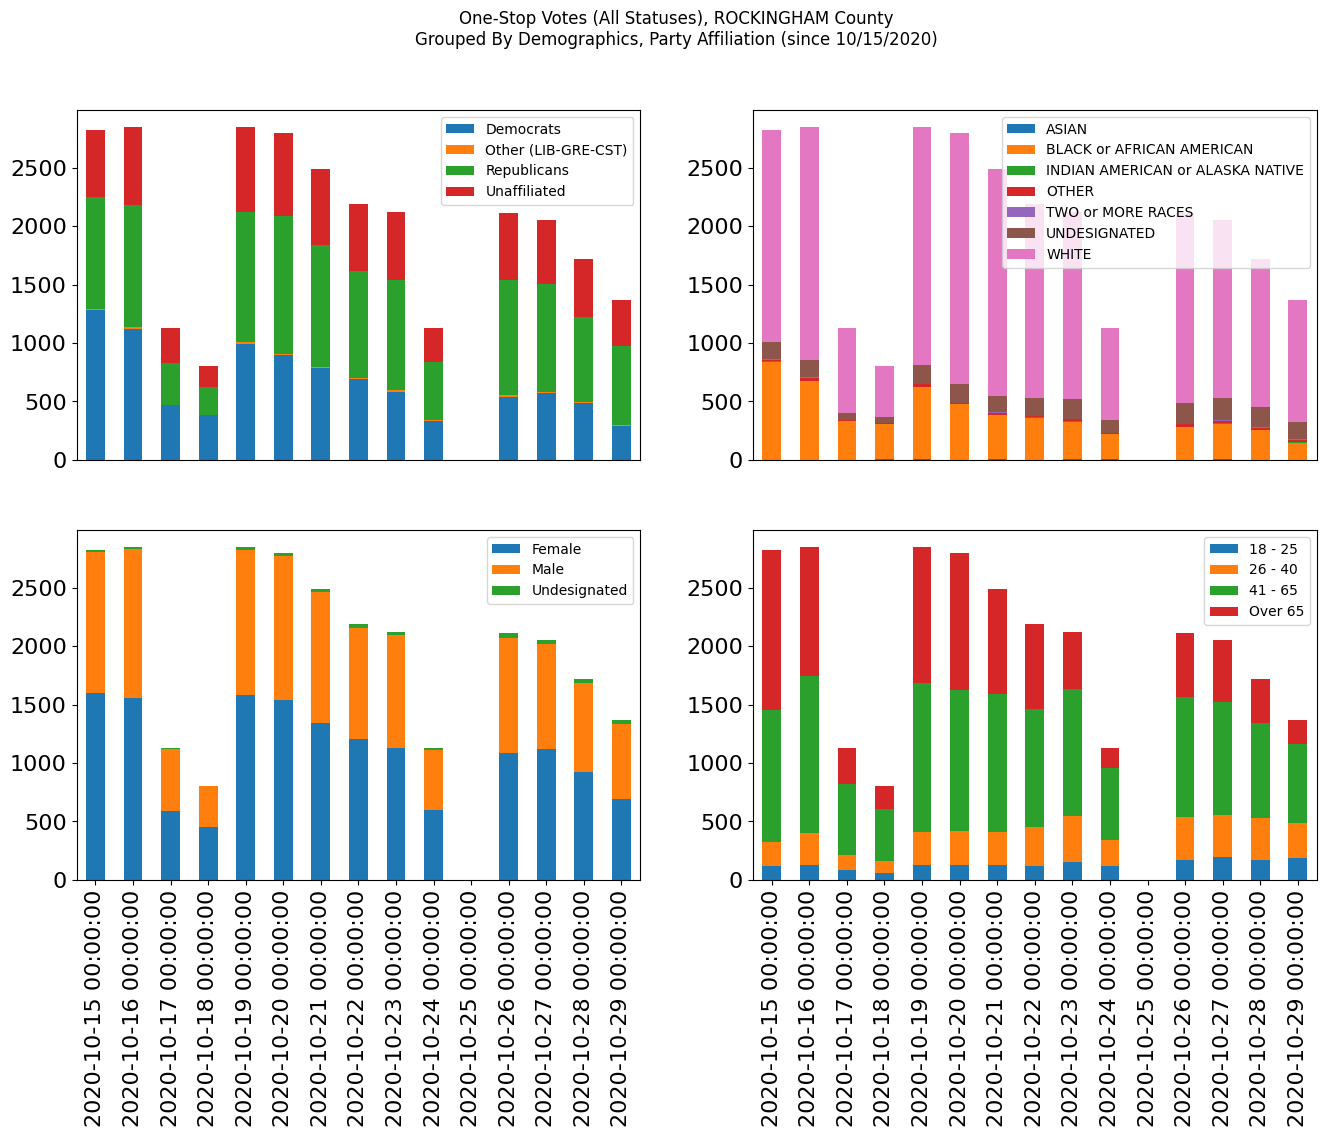 One-Stop Votes (All Statuses), ROCKINGHAM County
Grouped By Demographics, Party Affiliation (since 10/15/2020)
2500
2000
1500
1000
500
0
Democrats
Other (LIB-GRE-CST)
Republicans
Unaffiliated
2500
2000
1500
1000
500
0
ASIAN
BLACK or AFRICAN AMERICAN
INDIAN AMERICAN or ALASKA NATIVE
OTHER
TWO or MORE RACES
UNDESIGNATED
WHITE
2500
2000
1500
1000
500
0
Female
Male
Undesignated
2020-10-15 00:00:00
2020-10-16 00:00:00
2020-10-17 00:00:00
2020-10-18 00:00:00
2020-10-19 00:00:00
2020-10-20 00:00:00
2020-10-21 00:00:00
2020-10-22 00:00:00
2020-10-23 00:00:00
2020-10-24 00:00:00
2020-10-25 00:00:00
2020-10-26 00:00:00
2020-10-27 00:00:00
2020-10-28 00:00:00
2020-10-29 00:00:00
2500
2000
1500
1000
500
0
18 - 25
26 - 40
41 - 65
Over 65
2020-10-15 00:00:00
2020-10-16 00:00:00
2020-10-17 00:00:00
2020-10-18 00:00:00
2020-10-19 00:00:00
2020-10-20 00:00:00
2020-10-21 00:00:00
2020-10-22 00:00:00
2020-10-23 00:00:00
2020-10-24 00:00:00
2020-10-25 00:00:00
2020-10-26 00:00:00
2020-10-27 00:00:00
2020-10-28 00:00:00
2020-10-29 00:00:00